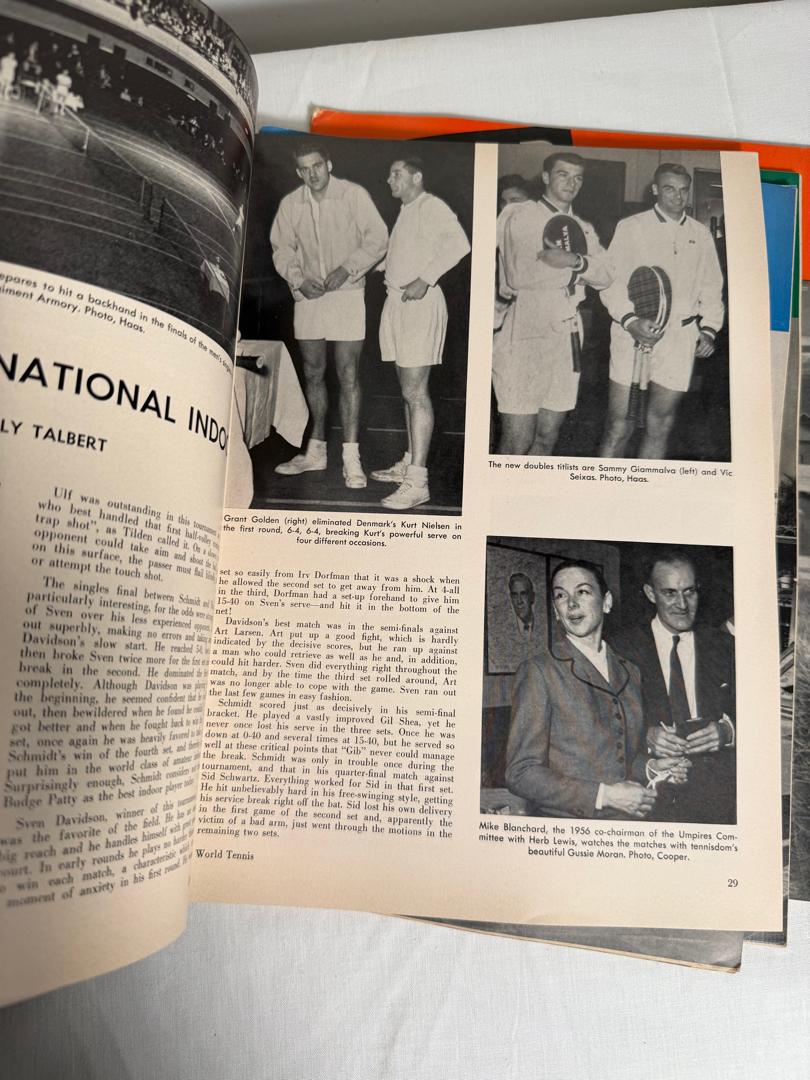 epares to hit a backhand in the finals of the men's
iment Armory. Photo, Haas.
NATIONAL INDO
LY TALBERT
Ulf was outstanding in this tournament
who best handled that first half-volley
trap shot", as Tilden called it. On a
opponent could take aim and shoot the
on this surface, the passer must
or attempt the touch shot.
The singles final between Schmidt and
particularly interesting, for the odds were
of Sven over his less experienced opponent.
out superbly, making no errors and taking
Davidson's slow start. He reached 5-0,
then broke Sven twice more for the first set
break in the second. He dominated the
completely. Although Davidson was
the beginning, he seemed confident that
out, then bewildered when he found he could
got better and when he fought back to win
set, once again he was heavily favored to
Schmidt's win of the fourth set, and
put him in the world class of amateur
Surprisingly enough, Schmidt considers
Budge Patty as the best indoor player
Sven Davidson, winner of this tournament
was the favorite of the field. He has
big reach and he handles himself with
court. In early rounds he plays no harder
o win each match, a characteristic which
moment of anxiety in his first round. He
Grant Golden (right) eliminated Denmark's Kurt Nielsen in
the first round, 6-4, 6-4, breaking Kurt's powerful serve on
four different occasions.
set so easily from Irv Dorfman that it was a shock when
he allowed the second set to get away from him. At 4-all
in the third, Dorfman had a set-up forehand to give him
15-40 on Sven's serve—and hit it in the bottom of the
net!
Davidson's best match was in the semi-finals against
Art Larsen. Art put up a good fight, which is hardly
indicated by the decisive scores, but he ran up against
a man who could retrieve as well as he and, in addition,
could hit harder. Sven did everything right throughout the
match, and by the time the third set rolled around, Art
was no longer able to cope with the game. Sven ran out
the last few games in easy fashion.
Schmidt scored just as decisively in his semi-final
bracket. He played a vastly improved Gil Shea, yet he
never once lost his serve in the three sets. Once he was
down at 0-40 and several times at 15-40, but he served so
well at these critical points that "Gib" never could manage
the break. Schmidt was only in trouble once during the
tournament, and that in his quarter-final match against
Sid Schwartz. Everything worked for Sid in that first set.
He hit unbelievably hard in his free-swinging style, getting
his service break right off the bat. Sid lost his own delivery
in the first game of the second set and, apparently the
victim of a bad arm, just went through the motions in the
remaining two sets.
World Tennis
MALVA
The new doubles titlists are Sammy Giammalva (left) and Vic
Seixas. Photo, Haas.
Mike Blanchard, the 1956 co-chairman of the Umpires Com-
mittee with Herb Lewis, watches the matches with tennisdom's
beautiful Gussie Moran. Photo, Cooper.
29